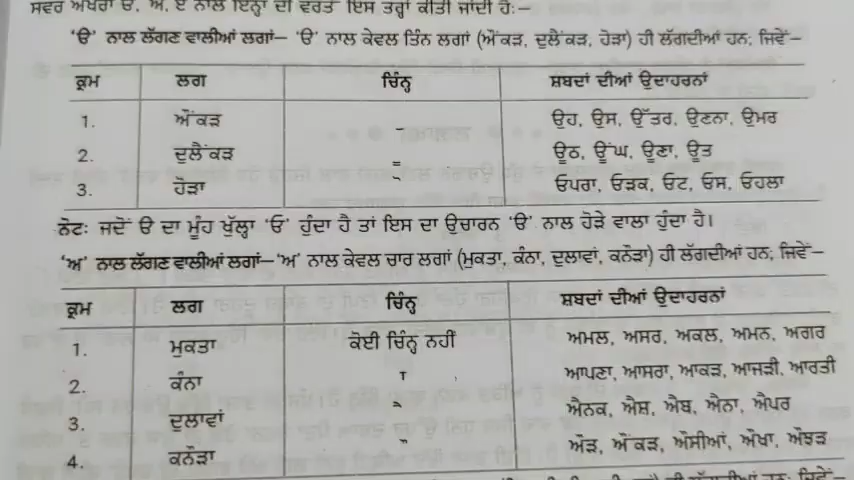 ਸਵਰ ਅੱਖਰਾਂ ੳ, ਅ, ੲ ਨਾਲ ਇਨ੍ਹਾਂ ਦੀ ਵਰਤੋਂ ਇਸ ਤਰ੍ਹਾਂ ਕੀਤੀ ਜਾਂਦੀ ਹੈ:–
'ੳ' ਨਾਲ ਲੱਗਣ ਵਾਲੀਆਂ ਲਗਾਂ– 'ੳ' ਨਾਲ ਕੇਵਲ ਤਿੰਨ ਲਗਾਂ (ਔਂਕੜ, ਦੁਲੈਂਕੜ, ਹੋੜਾ) ਹੀ ਲੱਗਦੀਆਂ ਹਨ; ਜਿਵੇਂ–
ਕ੍ਰਮ ਲਗ ਚਿੰਨ੍ਹ ਸ਼ਬਦਾਂ ਦੀਆਂ ਉਦਾਹਰਨਾਂ
1. ਔਂਕੜ ੁ ਉਹ, ਉਸ, ਉੱਤਰ, ਉਣਨਾ, ਉਮਰ
2. ਦੁਲੈਂਕੜ ੂ ਊਠ, ਊਂਘ, ਊਣਾ, ਊਤ
3. ਹੋੜਾ ੋ ਓਪਰਾ, ਓੜਕ, ਓਟ, ਓਸ, ਓਹਲਾ
ਨੋਟ: ਜਦੋਂ ੳ ਦਾ ਮੂੰਹ ਖੁੱਲ੍ਹਾ 'ਓ' ਹੁੰਦਾ ਹੈ ਤਾਂ ਇਸ ਦਾ ਉਚਾਰਨ 'ੳ' ਨਾਲ ਹੋੜੇ ਵਾਲਾ ਹੁੰਦਾ ਹੈ।
'ਅ' ਨਾਲ ਲੱਗਣ ਵਾਲੀਆਂ ਲਗਾਂ–'ਅ' ਨਾਲ ਕੇਵਲ ਚਾਰ ਲਗਾਂ (ਮੁਕਤਾ, ਕੰਨਾ, ਦੁਲਾਵਾਂ, ਕਨੌੜਾ) ਹੀ ਲੱਗਦੀਆਂ ਹਨ; ਜਿਵੇਂ–
ਕ੍ਰਮ ਲਗ ਚਿੰਨ੍ਹ ਸ਼ਬਦਾਂ ਦੀਆਂ ਉਦਾਹਰਨਾਂ
1. ਮੁਕਤਾ ਕੋਈ ਚਿੰਨ੍ਹ ਨਹੀਂ ਅਮਲ, ਅਸਰ, ਅਕਲ, ਅਮਨ, ਅਗਰ
2. ਕੰਨਾ ਾ ਆਪਣਾ, ਆਸਰਾ, ਆਕੜ, ਆਜੜੀ, ਆਰਤੀ
3. ਦੁਲਾਵਾਂ ੈ ਐਨਕ, ਐਸ਼, ਐਬ, ਐਨਾ, ਐਪਰ
4. ਕਨੌੜਾ ੌ ਔੜ, ਔਂਕੜ, ਔਸੀਆਂ, ਔਖਾ, ਔਝੜ